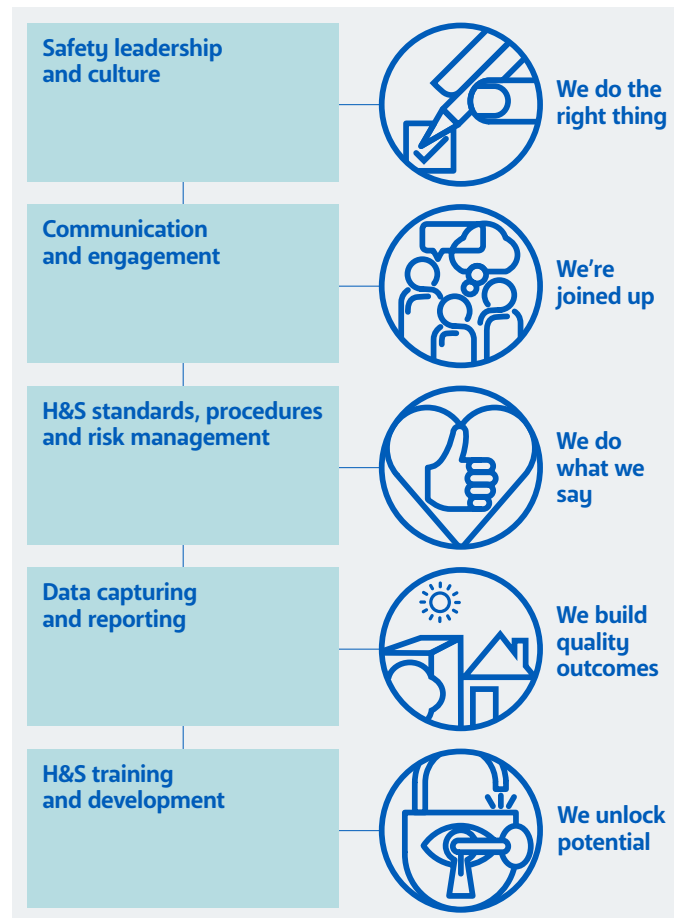 Safety leadership
and culture
We do the
right thing
Communication
and engagement
We're
joined up
H&S standards, procedures
and risk management
We do
what we
say
Data capturing
and reporting
We build
quality
outcomes
H&S training
and development
We unlock
potential